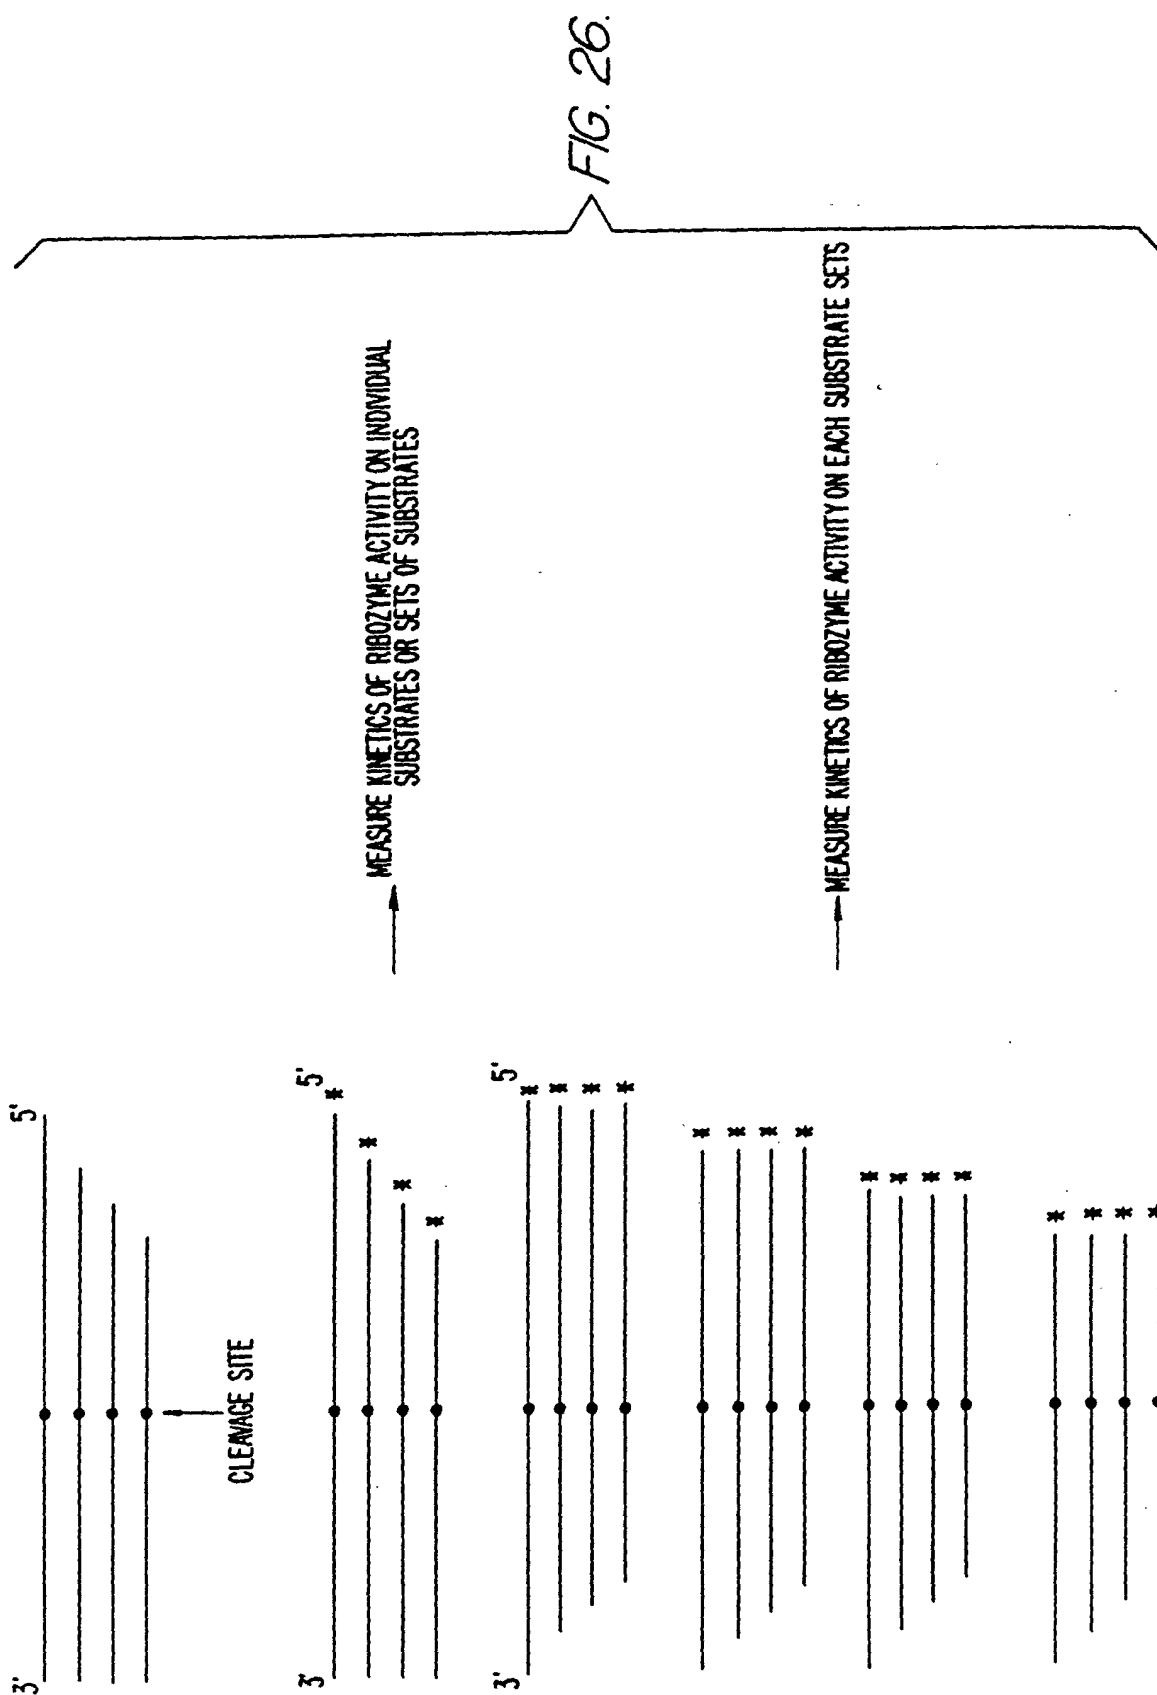 3' 5'
CLEAVAGE SITE
3' 5'
* * * *
MEASURE KINETICS OF RIBOZYME ACTIVITY ON INDIVIDUAL
SUBSTRATES OR SETS OF SUBSTRATES
3' 5'
* * * *
* * * *
* * * *
* * * *
MEASURE KINETICS OF RIBOZYME ACTIVITY ON EACH SUBSTRATE SETS
FIG. 26.